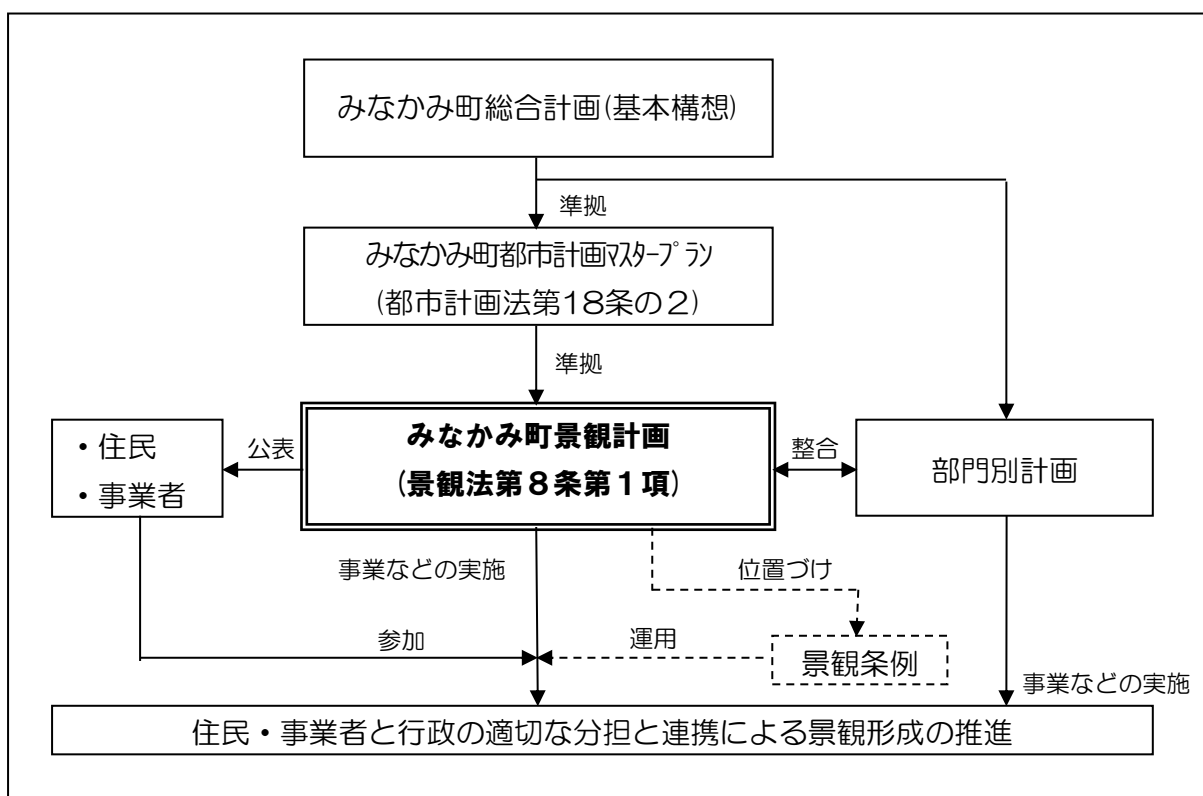 みなかみ町総合計画(基本構想)
準拠
みなかみ町都市計画ﾏｽﾀｰﾌﾟﾗﾝ
(都市計画法第18条の2)
準拠
・住民
・事業者
公表
みなかみ町景観計画
(景観法第8条第1項)
整合
部門別計画
事業などの実施
位置づけ
参加
運用
景観条例
事業などの実施
住民・事業者と行政の適切な分担と連携による景観形成の推進